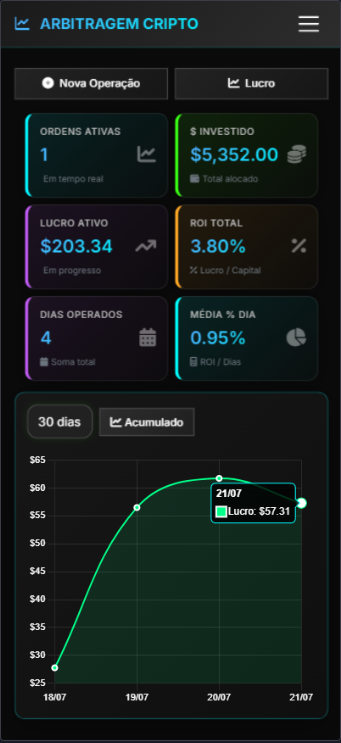 ARBITRAGEM CRIPTO
Nova Operação
Lucro
ORDENS ATIVAS
1
Em tempo real
$ INVESTIDO
$5,352.00
Total alocado
LUCRO ATIVO
$203.34
Em progresso
ROI TOTAL
3.80%
Lucro / Capital
DIAS OPERADOS
4
Soma total
MÉDIA % DIA
0.95%
ROI / Dias
30 dias
Acumulado
$65
$60
$55
$50
$45
$40
$35
$30
$25
21/07
Lucro: $57.31
18/07
19/07
20/07
21/07